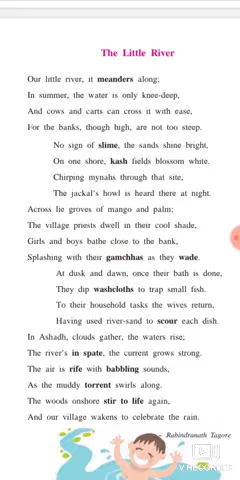 The Little River
Our little river, it meanders along;
In summer, the water is only knee-deep,
And cows and carts can cross it with ease,
For the banks, though high, are not too steep.
No sign of slime, the sands shine bright,
On one shore, kash fields blossom white.
Chirping mynahs through that site,
The jackal's howl is heard there at night.
Across lie groves of mango and palm;
The village priests dwell in their cool shade,
Girls and boys bathe close to the bank,
Splashing with their gamchhas as they wade.
At dusk and dawn, once their bath is done,
They dip washcloths to trap small fish.
To their household tasks the wives return,
Having used river-sand to scour each dish.
In Ashadh, clouds gather, the waters rise;
The river's in spate, the current grows strong.
The air is rife with babbling sounds,
As the muddy torrent swirls along.
The woods onshore stir to life again,
And our village wakens to celebrate the rain.
~ Rabindranath Tagore
V RECORDER